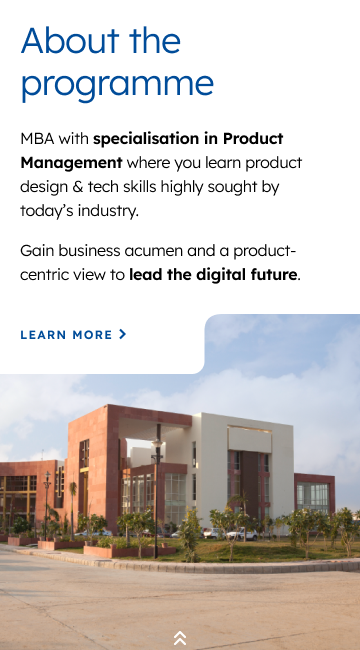 About the
programme
MBA with specialisation in Product
Management where you learn product
design & tech skills highly sought by
today’s industry.
Gain business acumen and a product-
centric view to lead the digital future.
LEARN MORE